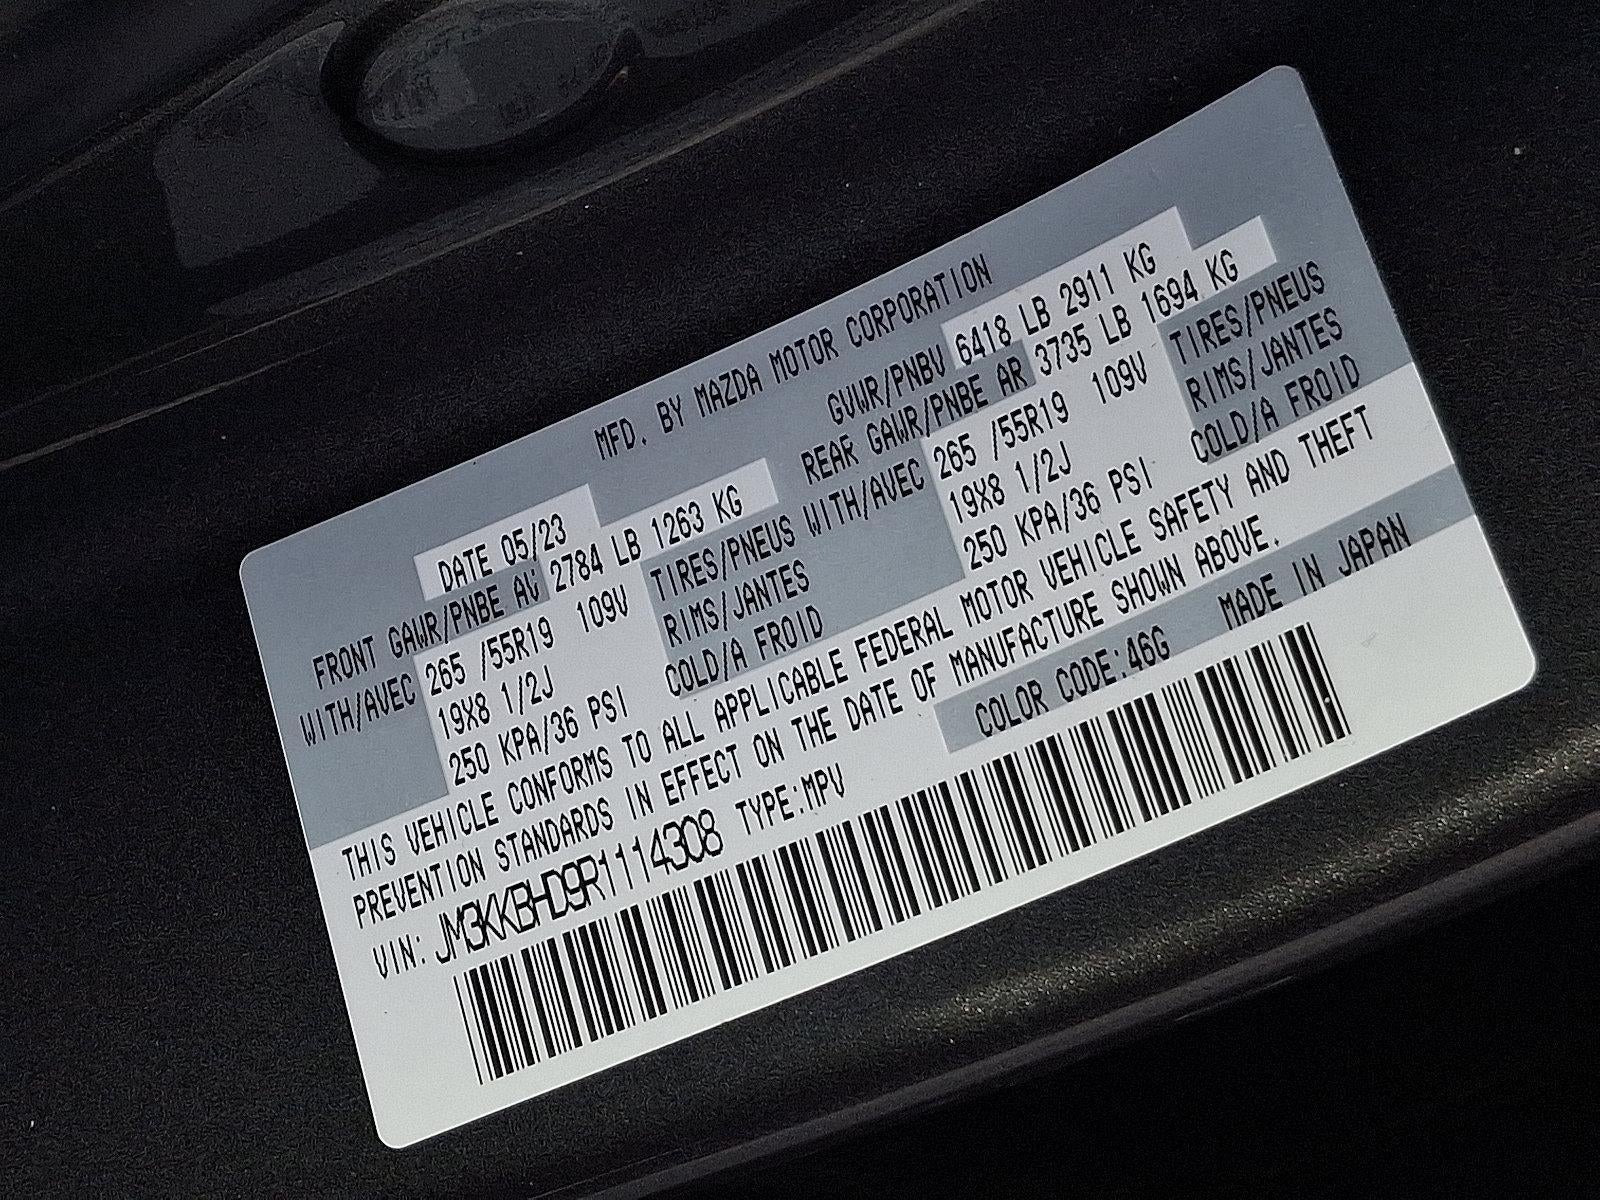 MFD. BY MAZDA MOTOR CORPORATION
DATE 05/23 GVWR/PNBV 6418 LB 2911 KG
FRONT GAWR/PNBE AV 2784 LB 1263 KG REAR GAWR/PNBE AR 3735 LB 1694 KG
WITH/AVEC 265 /55R19 109V TIRES/PNEUS WITH/AVEC 265 /55R19 109V TIRES/PNEUS
19X8 1/2J RIMS/JANTES 19X8 1/2J RIMS/JANTES
250 KPA/36 PSI COLD/A FROID 250 KPA/36 PSI COLD/A FROID
THIS VEHICLE CONFORMS TO ALL APPLICABLE FEDERAL MOTOR VEHICLE SAFETY AND THEFT
PREVENTION STANDARDS IN EFFECT ON THE DATE OF MANUFACTURE SHOWN ABOVE.
VIN: JM3KKBHD9R1114308 TYPE:MPV COLOR CODE:46G MADE IN JAPAN